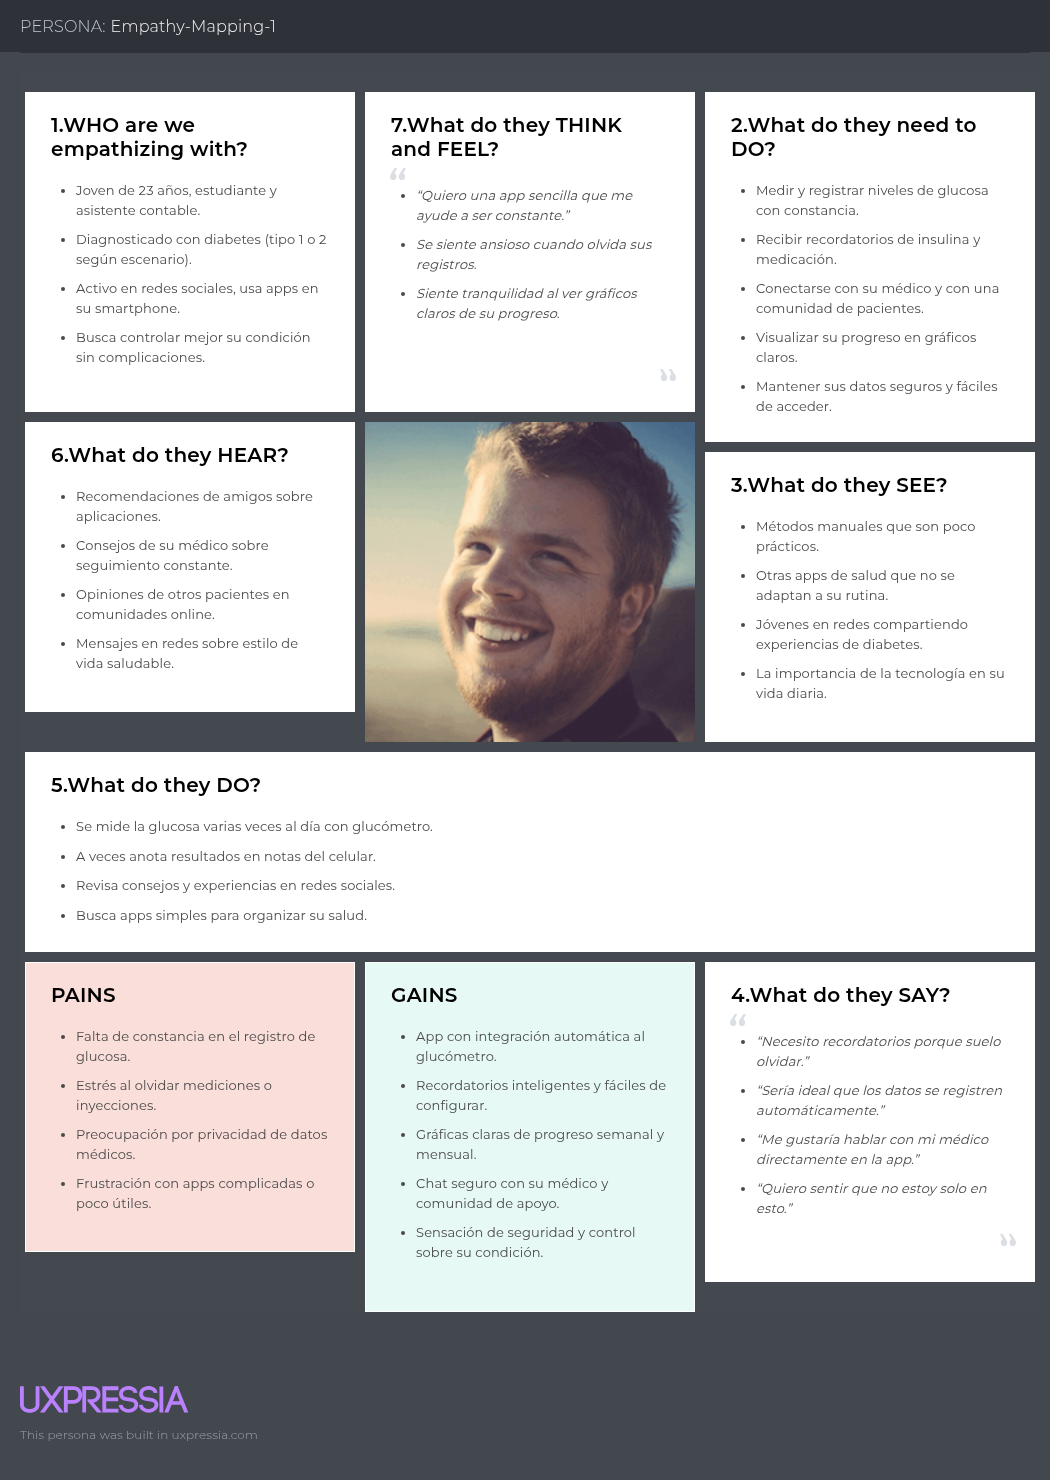 PERSONA: Empathy-Mapping-1
1.WHO are we
empathizing with?
• Joven de 23 años, estudiante y
asistente contable.
• Diagnosticado con diabetes (tipo 1 o 2
según escenario).
• Activo en redes sociales, usa apps en
su smartphone.
• Busca controlar mejor su condición
sin complicaciones.
7.What do they THINK
and FEEL?
“
• “Quiero una app sencilla que me
ayude a ser constante.”
• Se siente ansioso cuando olvida sus
registros.
• Siente tranquilidad al ver gráficos
claros de su progreso.
”
2.What do they need to
DO?
• Medir y registrar niveles de glucosa
con constancia.
• Recibir recordatorios de insulina y
medicación.
• Conectarse con su médico y con una
comunidad de pacientes.
• Visualizar su progreso en gráficos
claros.
• Mantener sus datos seguros y fáciles
de acceder.
6.What do they HEAR?
• Recomendaciones de amigos sobre
aplicaciones.
• Consejos de su médico sobre
seguimiento constante.
• Opiniones de otros pacientes en
comunidades online.
• Mensajes en redes sobre estilo de
vida saludable.
3.What do they SEE?
• Métodos manuales que son poco
prácticos.
• Otras apps de salud que no se
adaptan a su rutina.
• Jóvenes en redes compartiendo
experiencias de diabetes.
• La importancia de la tecnología en su
vida diaria.
5.What do they DO?
• Se mide la glucosa varias veces al día con glucómetro.
• A veces anota resultados en notas del celular.
• Revisa consejos y experiencias en redes sociales.
• Busca apps simples para organizar su salud.
PAINS
• Falta de constancia en el registro de
glucosa.
• Estrés al olvidar mediciones o
inyecciones.
• Preocupación por privacidad de datos
médicos.
• Frustración con apps complicadas o
poco útiles.
GAINS
• App con integración automática al
glucómetro.
• Recordatorios inteligentes y fáciles de
configurar.
• Gráficas claras de progreso semanal y
mensual.
• Chat seguro con su médico y
comunidad de apoyo.
• Sensación de seguridad y control
sobre su condición.
4.What do they SAY?
“
• “Necesito recordatorios porque suelo
olvidar.”
• “Sería ideal que los datos se registren
automáticamente.”
• “Me gustaría hablar con mi médico
directamente en la app.”
• “Quiero sentir que no estoy solo en
esto.”
”
UXPRESSIA
This persona was built in uxpressia.com